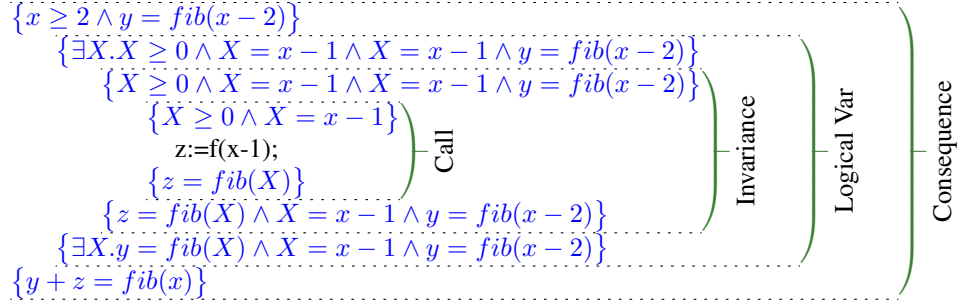 {x ≥ 2 ∧ y = fib(x − 2)}
{∃X.X ≥ 0 ∧ X = x − 1 ∧ X = x − 1 ∧ y = fib(x − 2)}
{X ≥ 0 ∧ X = x − 1 ∧ X = x − 1 ∧ y = fib(x − 2)}
{X ≥ 0 ∧ X = x − 1}
z:=f(x-1);
{z = fib(X)}
{z = fib(X) ∧ X = x − 1 ∧ y = fib(x − 2)}
{∃X.y = fib(X) ∧ X = x − 1 ∧ y = fib(x − 2)}
{y + z = fib(x)}
Call
Invariance
Logical Var
Consequence